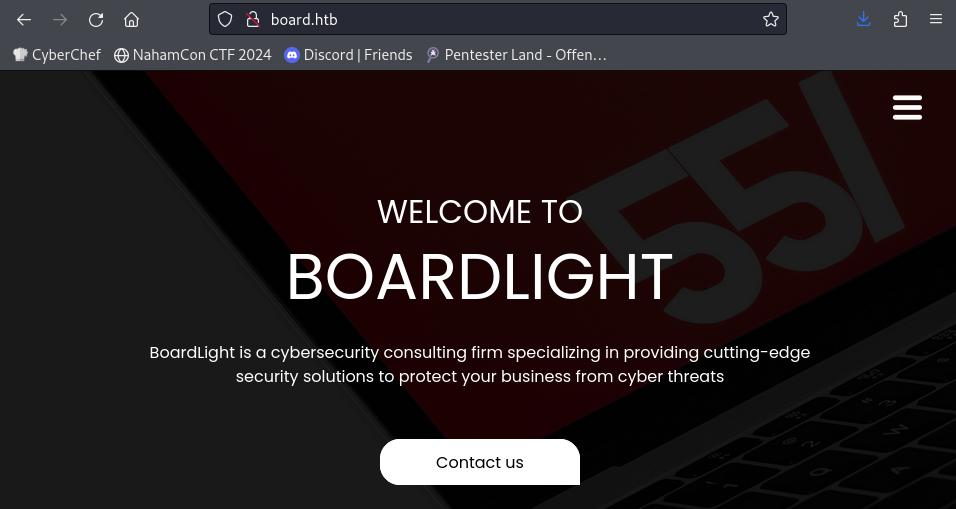 board.htb
CyberChef NahamCon CTF 2024 Discord | Friends Pentester Land - Offen...
WELCOME TO
BOARDLIGHT
BoardLight is a cybersecurity consulting firm specializing in providing cutting-edge
security solutions to protect your business from cyber threats
Contact us